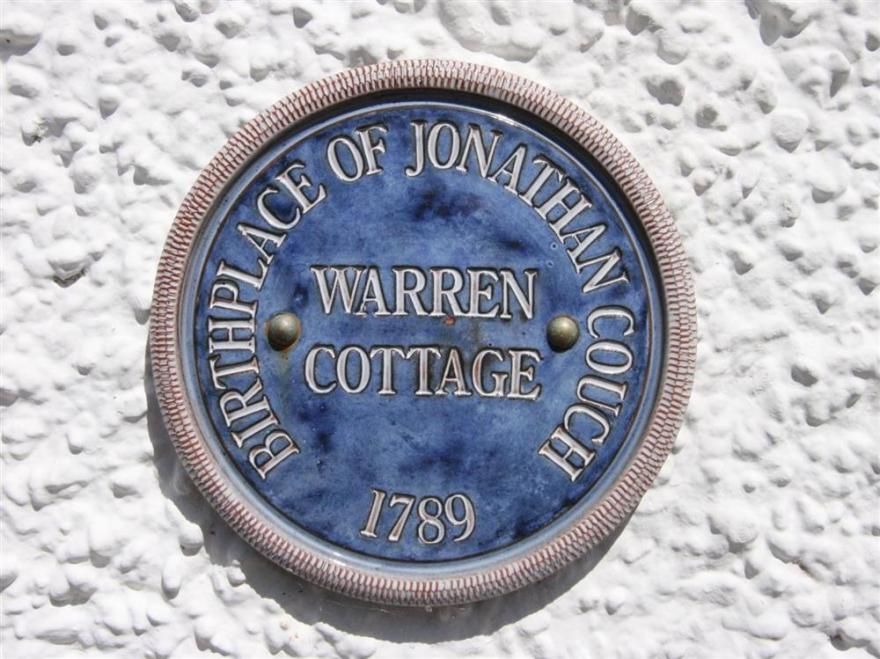 BIRTHPLACE OF JONATHAN COUCH
WARREN
COTTAGE
1789